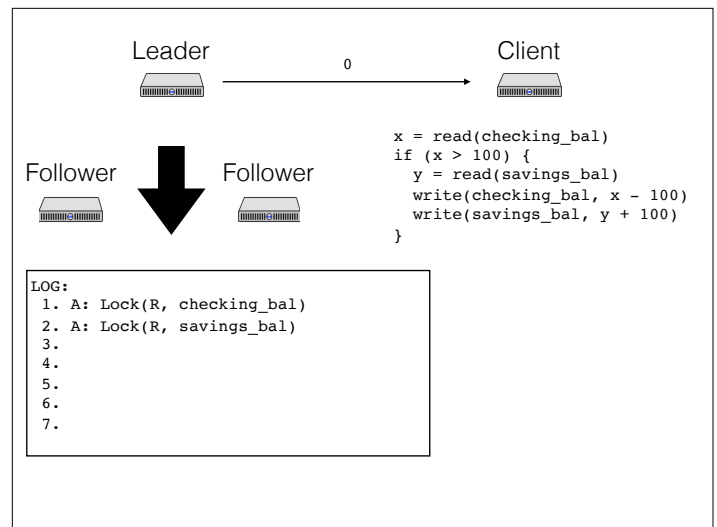 Leader
0
Client
Follower
Follower
x = read(checking_bal)
if (x > 100) {
  y = read(savings_bal)
  write(checking_bal, x - 100)
  write(savings_bal, y + 100)
}
LOG:
1. A: Lock(R, checking_bal)
2. A: Lock(R, savings_bal)
3.
4.
5.
6.
7.